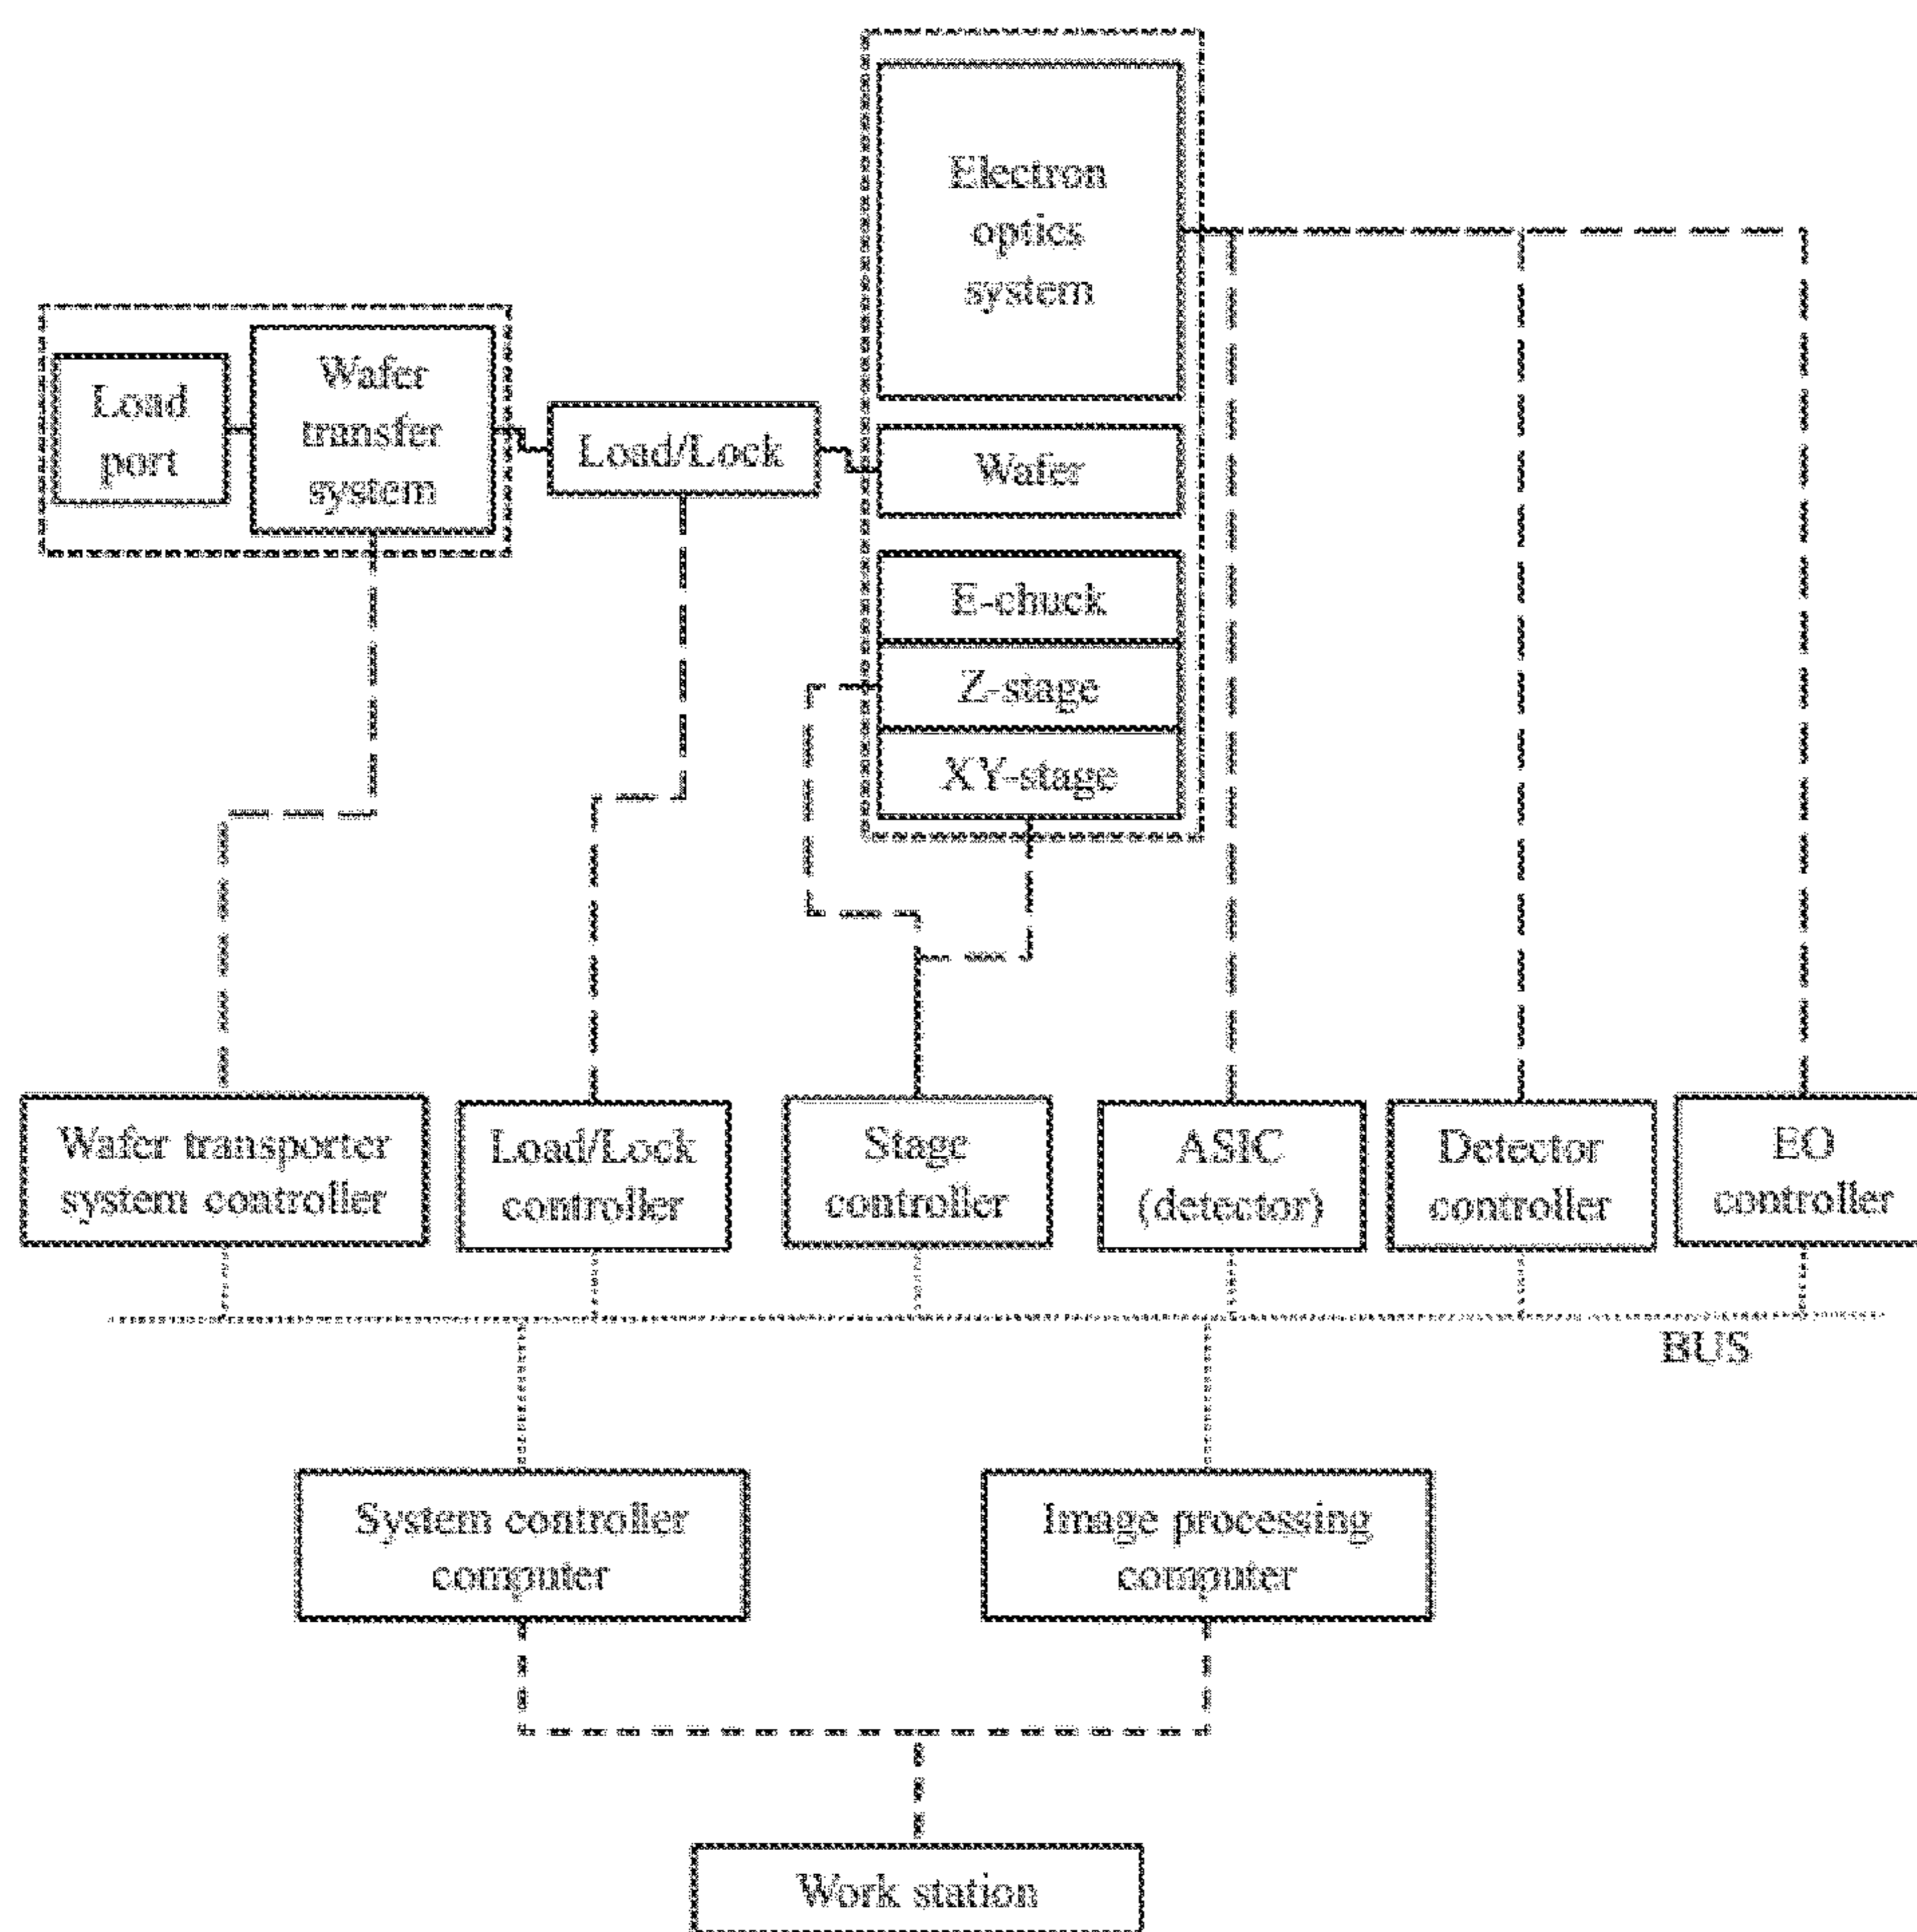 Electron
optics
system
Load
port
Wafer
transfer
system
Load/Lock
Wafer
E-chuck
Z-stage
XY-stage
Wafer transporter
system controller
Load/Lock
controller
Stage
controller
ASIC
(detector)
Detector
controller
EO
controller
BUS
System controller
computer
Image processing
computer
Work station